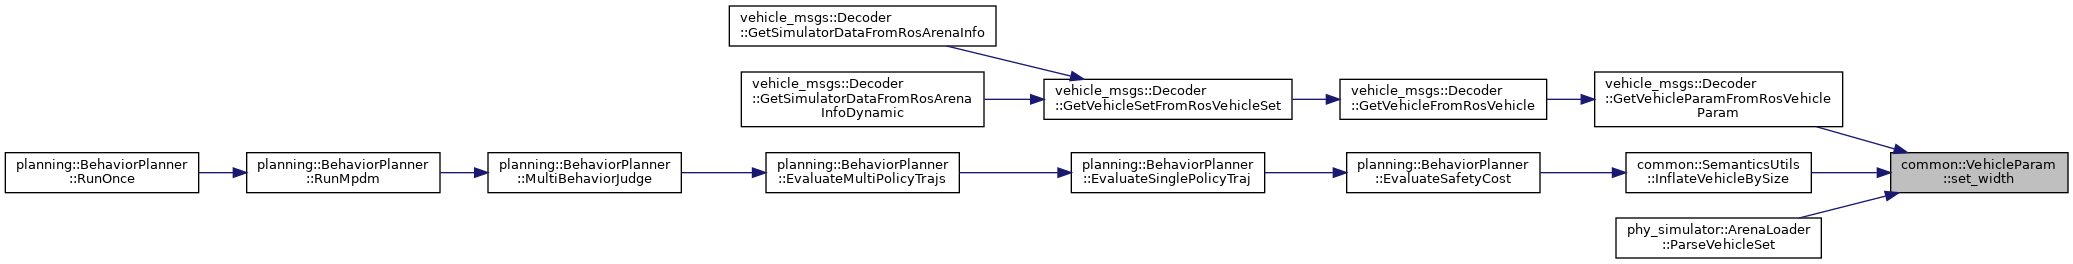 vehicle_msgs::Decoder
::GetSimulatorDataFromRosArenaInfo
vehicle_msgs::Decoder
::GetSimulatorDataFromRosArena
InfoDynamic
vehicle_msgs::Decoder
::GetVehicleSetFromRosVehicleSet
vehicle_msgs::Decoder
::GetVehicleFromRosVehicle
vehicle_msgs::Decoder
::GetVehicleParamFromRosVehicle
Param
planning::BehaviorPlanner
::RunOnce
planning::BehaviorPlanner
::RunMpdm
planning::BehaviorPlanner
::MultiBehaviorJudge
planning::BehaviorPlanner
::EvaluateMultiPolicyTrajs
planning::BehaviorPlanner
::EvaluateSinglePolicyTraj
planning::BehaviorPlanner
::EvaluateSafetyCost
common::SemanticsUtils
::InflateVehicleBySize
common::VehicleParam
::set_width
phy_simulator::ArenaLoader
::ParseVehicleSet